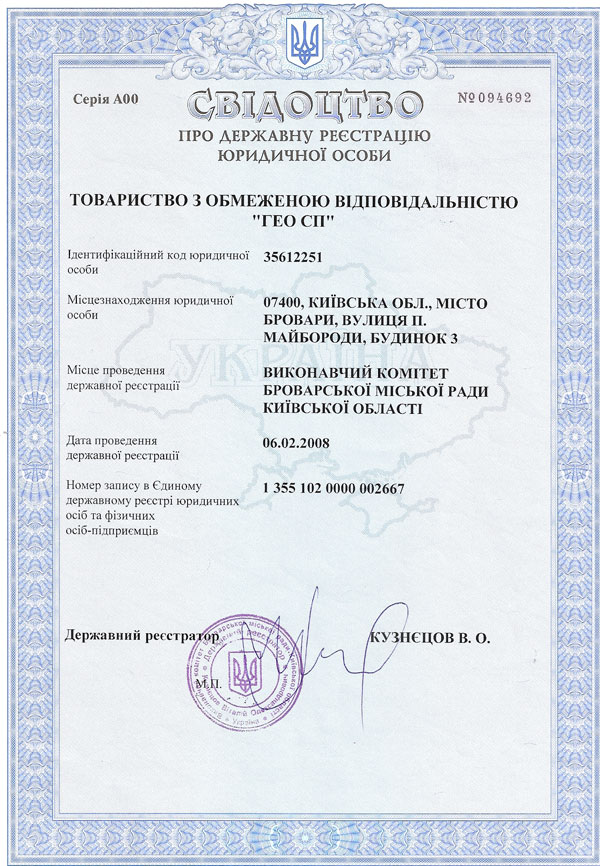 Серія А00
СВІДОЦТВО
№094692
ПРО ДЕРЖАВНУ РЕЄСТРАЦІЮ
ЮРИДИЧНОЇ ОСОБИ
ТОВАРИСТВО З ОБМЕЖЕНОЮ ВІДПОВІДАЛЬНІСТЮ
"ГЕО СП"
Ідентифікаційний код юридичної
особи
35612251
Місцезнаходження юридичної
особи
07400, КИЇВСЬКА ОБЛ., МІСТО
БРОВАРИ, ВУЛИЦЯ П.
МАЙБОРОДИ, БУДИНОК 3
УКРАЇНА
Місце проведення
державної реєстрації
ВИКОНАВЧИЙ КОМІТЕТ
БРОВАРСЬКОЇ МІСЬКОЇ РАДИ
КИЇВСЬКОЇ ОБЛАСТІ
Дата проведення
державної реєстрації
06.02.2008
Номер запису в Єдиному
державному реєстрі юридичних
осіб та фізичних
осіб-підприємців
1 355 102 0000 002667
Державний реєстратор
КУЗНЄЦОВ В. О.
М.П.
Державний реєстратор
Україна